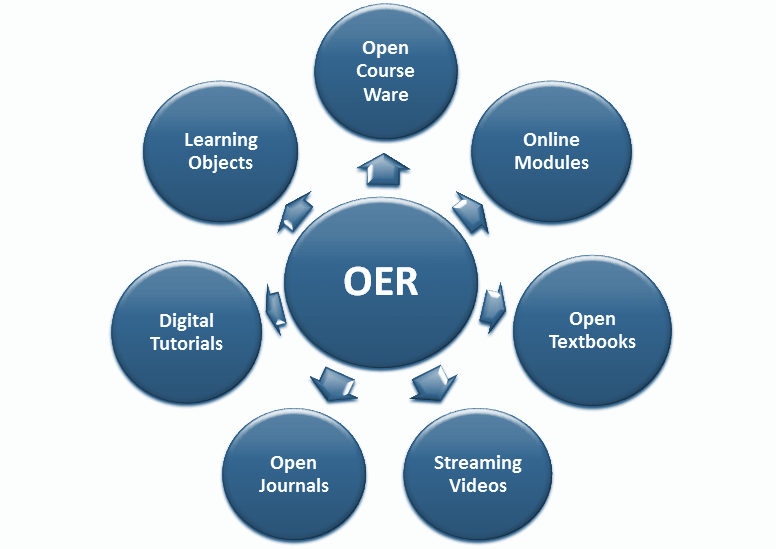 Open
Course
Ware
Learning
Objects
Online
Modules
OER
Digital
Tutorials
Open
Textbooks
Open
Journals
Streaming
Videos